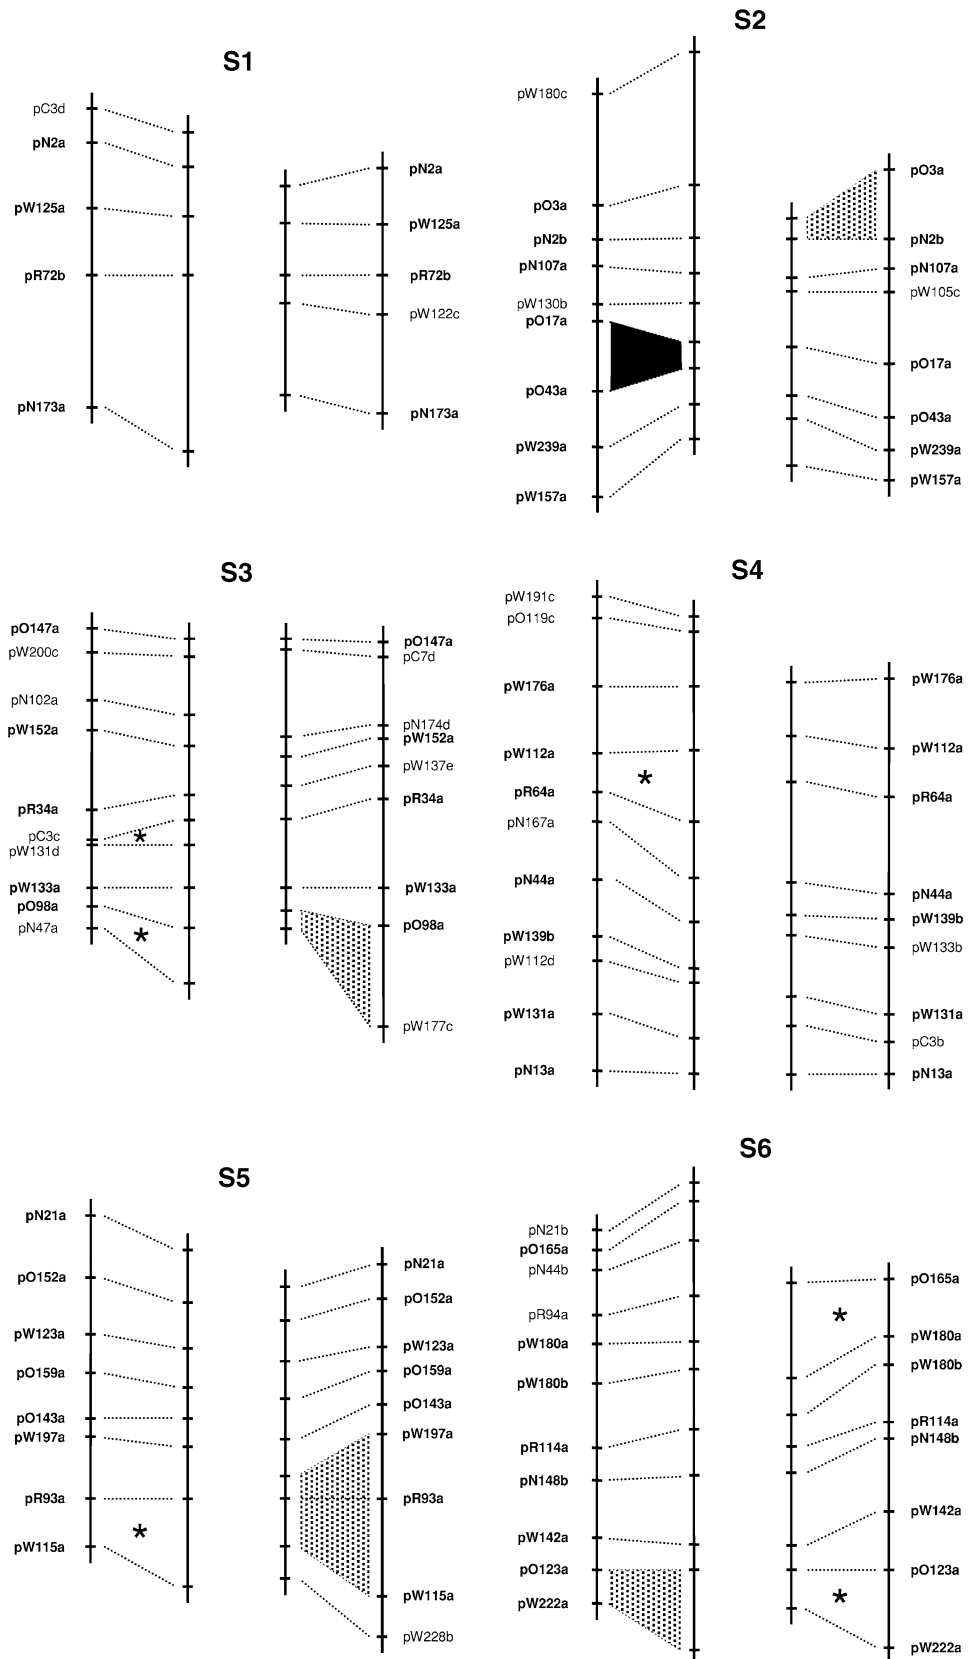 S1
pC3d
pN2a
pW125a
pR72b
pN173a
pN2a
pW125a
pR72b
pW122c
pN173a
S2
pW180c
pO3a
pN2b
pN107a
pW130b
pO17a
pO43a
pW239a
pW157a
pO3a
pN2b
pN107a
pW105c
pO17a
pO43a
pW239a
pW157a
S3
pO147a
pW200c
pN102a
pW152a
pR34a
pC3c
*
pW131d
pW133a
pO98a
pN47a
*
pO147a
pC7d
pN174d
pW152a
pW137e
pR34a
pW133a
pO98a
pW177c
S4
pW191c
pO119c
pW176a
pW112a
*
pR64a
pN167a
pN44a
pW139b
pW112d
pW131a
pN13a
pW176a
pW112a
pR64a
pN44a
pW139b
pW133b
pW131a
pC3b
pN13a
S5
pN21a
pO152a
pW123a
pO159a
pO143a
pW197a
pR93a
*
pW115a
pN21a
pO152a
pW123a
pO159a
pO143a
pW197a
pR93a
pW115a
pW228b
S6
pN21b
pO165a
pN44b
pR94a
pW180a
pW180b
pR114a
pN148b
pW142a
pO123a
pW222a
pO165a
*
pW180a
pW180b
pR114a
pN148b
pW142a
pO123a
*
pW222a